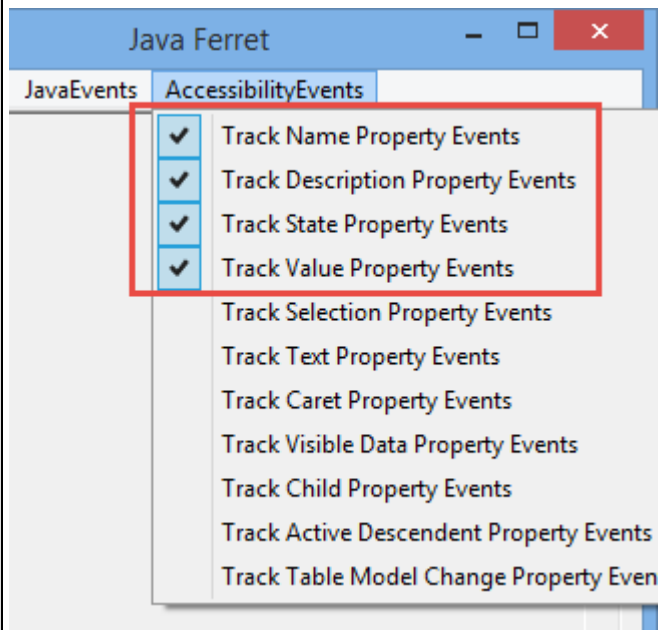 Java Ferret
JavaEvents AccessibilityEvents
Track Name Property Events
Track Description Property Events
Track State Property Events
Track Value Property Events
Track Selection Property Events
Track Text Property Events
Track Caret Property Events
Track Visible Data Property Events
Track Child Property Events
Track Active Descendent Property Events
Track Table Model Change Property Even